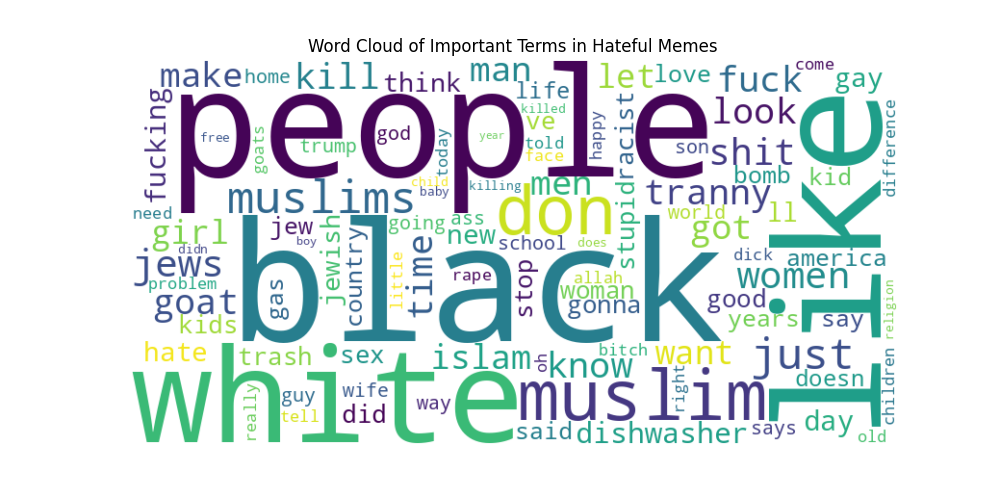 Word Cloud of Important Terms in Hateful Memes
make home kill think man life let love fuck come gay
fucking people killed ve look like difference
free goats trump god today year told face happy racist son shit bomb kid
muslims child baby killing men don stupid tranny
need girl didn jew boy jewish going ass new school does world got ll
jews problem black country little time rape stop allah woman gonna dick women america
goat gas kids good years say religion
hate trash sex islam oh know bitch want just
white really guy wife did tell way muslim right doesn children
said dishwasher says day old